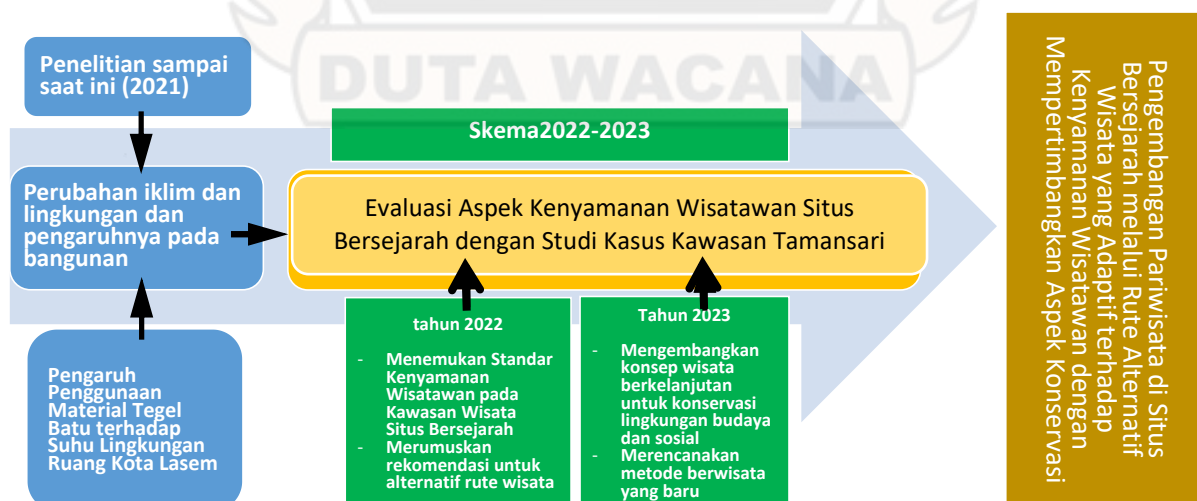 DUTA WACANA
Penelitian sampai
saat ini (2021)
Perubahan iklim dan
lingkungan dan
pengaruhnya pada
bangunan
Pengaruh
Penggunaan
Material Tegel
Batu terhadap
Suhu Lingkungan
Ruang Kota Lasem
Skema2022-2023
Evaluasi Aspek Kenyamanan Wisatawan Situs
Bersejarah dengan Studi Kasus Kawasan Tamansari
tahun 2022
- Menemukan Standar
Kenyamanan
Wisatawan pada
Kawasan Wisata
Situs Bersejarah
- Merumuskan
rekomendasi untuk
alternatif rute wisata
Tahun 2023
- Mengembangkan
konsep wisata
berkelanjutan
untuk konservasi
lingkungan budaya
dan sosial
- Merencanakan
metode berwisata
yang baru
Pengembangan Pariwisata di Situs
Bersejarah melalui Rute Alternatif
Wisata yang Adaptif terhadap
Kenyamanan Wisatawan dengan
Mempertimbangkan Aspek Konservasi